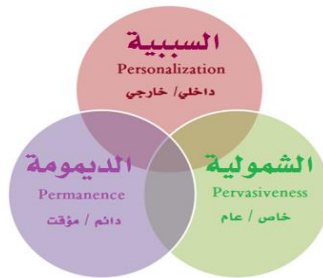 السببية
Personalization
داخلي/ خارجي
الديمومة
Permanence
دائم / مؤقت
الشمولية
Pervasiveness
خاص / عام